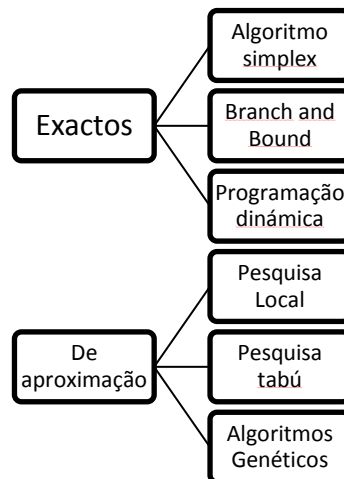 Exactos
Algoritmo
simplex
Branch and
Bound
Programação
dinámica
De
aproximação
Pesquisa
Local
Pesquisa
tabú
Algoritmos
Genéticos